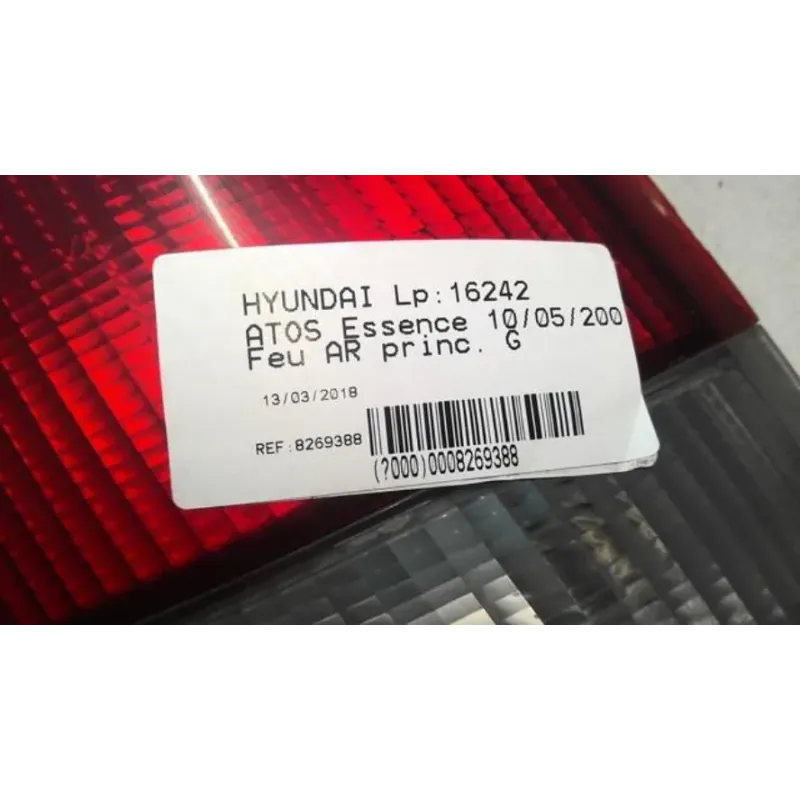 HYUNDAI Lp:16242
ATOS Essence 10/05/200
Feu AR princ. G
13/03/2018
REF:8269388
(?000)0008269388